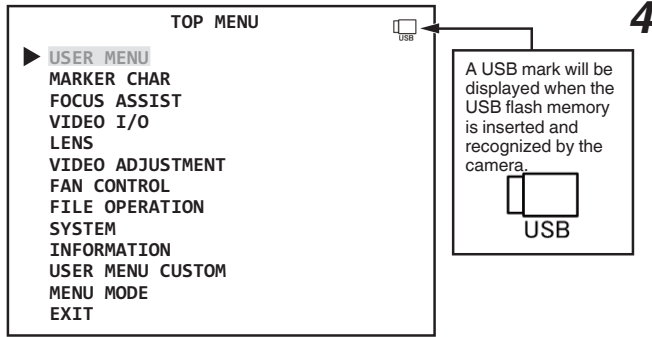 TOP MENU
USB
4
USER MENU
MARKER CHAR
FOCUS ASSIST
VIDEO I/O
LENS
VIDEO ADJUSTMENT
FAN CONTROL
FILE OPERATION
SYSTEM
INFORMATION
USER MENU CUSTOM
MENU MODE
EXIT
A USB mark will be
displayed when the
USB flash memory
is inserted and
recognized by the
camera.
USB